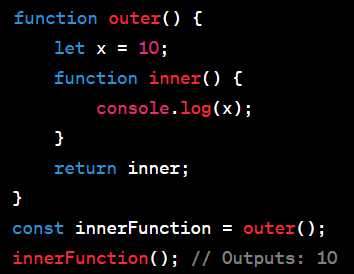 function outer() {
    let x = 10;
    function inner() {
        console.log(x);
    }
    return inner;
}
const innerFunction = outer();
innerFunction(); // Outputs: 10